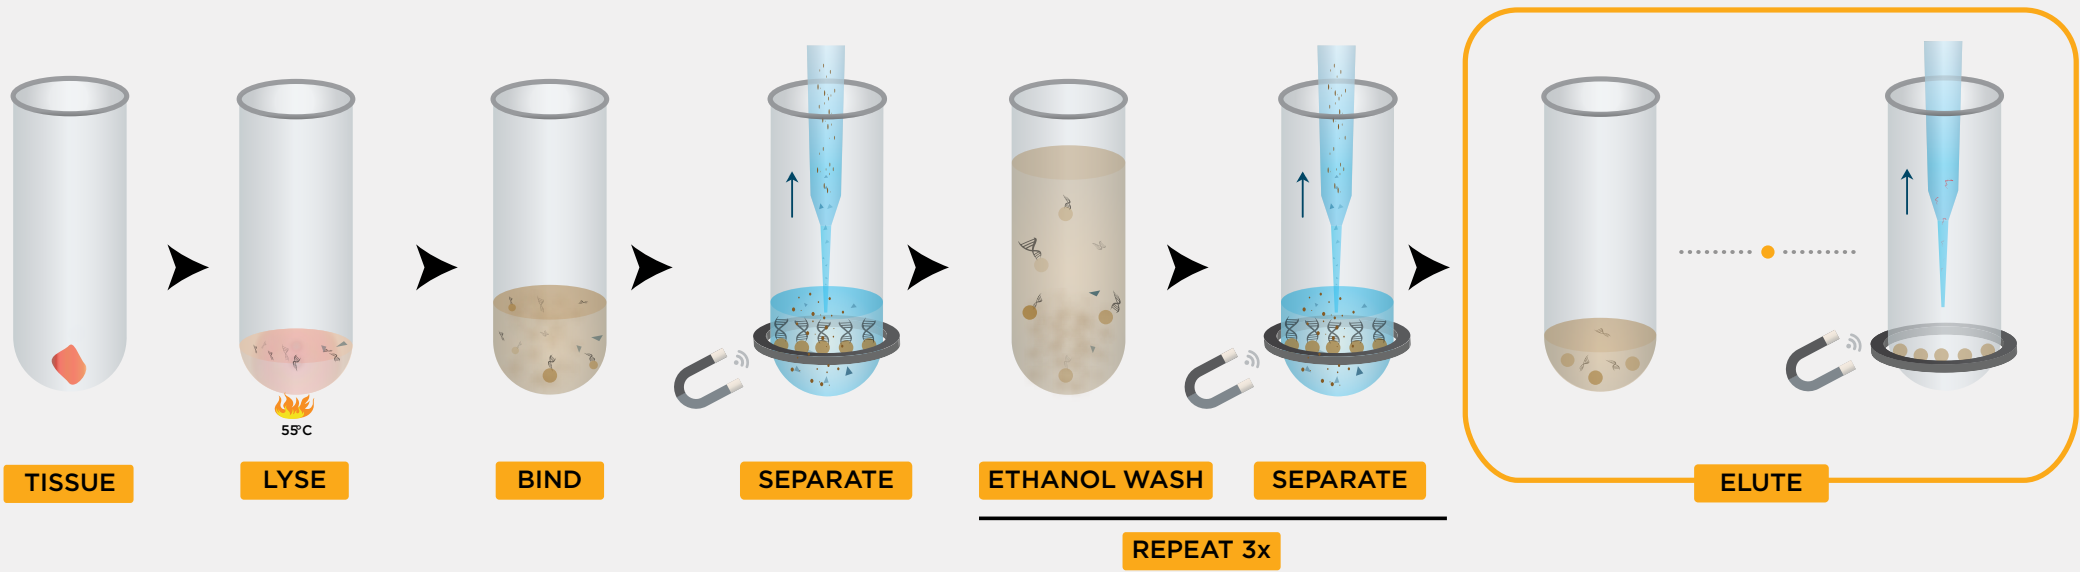 55°C
TISSUE
LYSE
BIND
SEPARATE
ETHANOL WASH
SEPARATE
ELUTE
REPEAT 3x